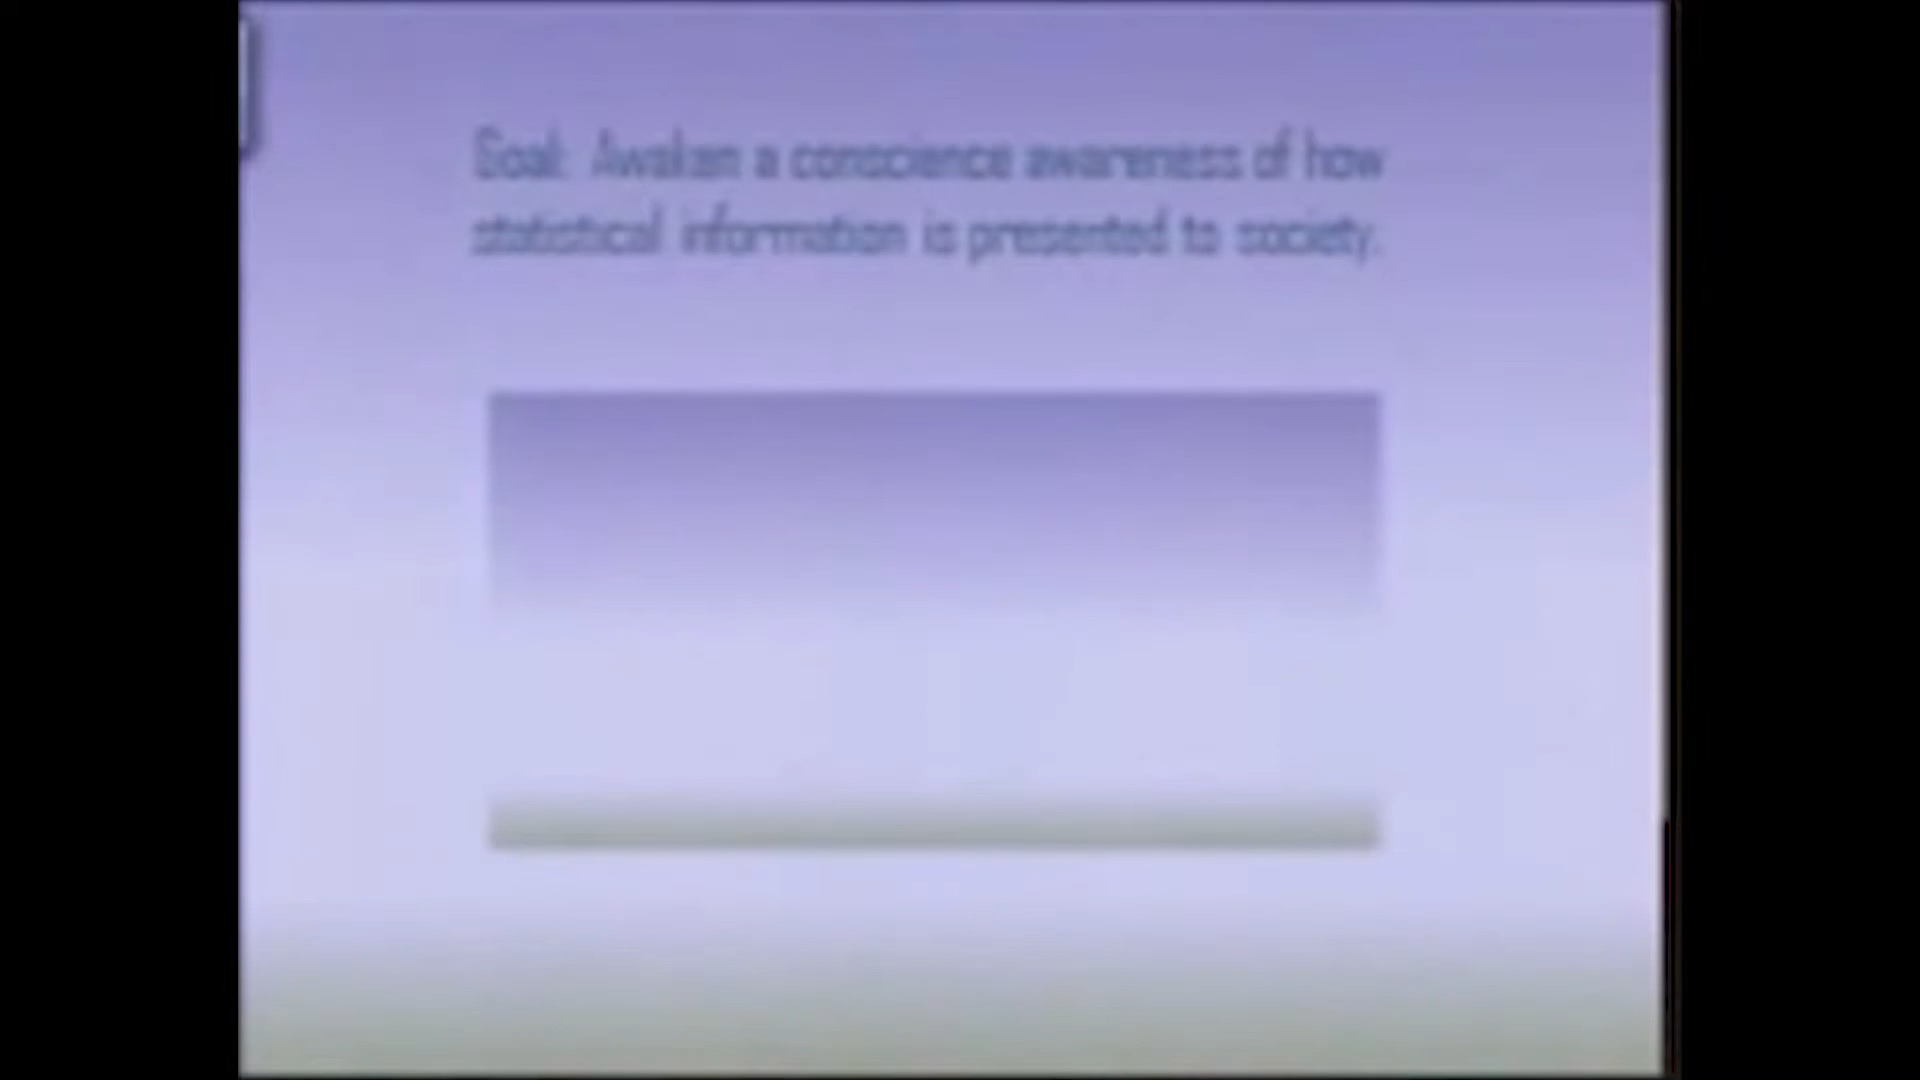 Goal: Awaken a conscience awareness of how
statistical information is presented to society.